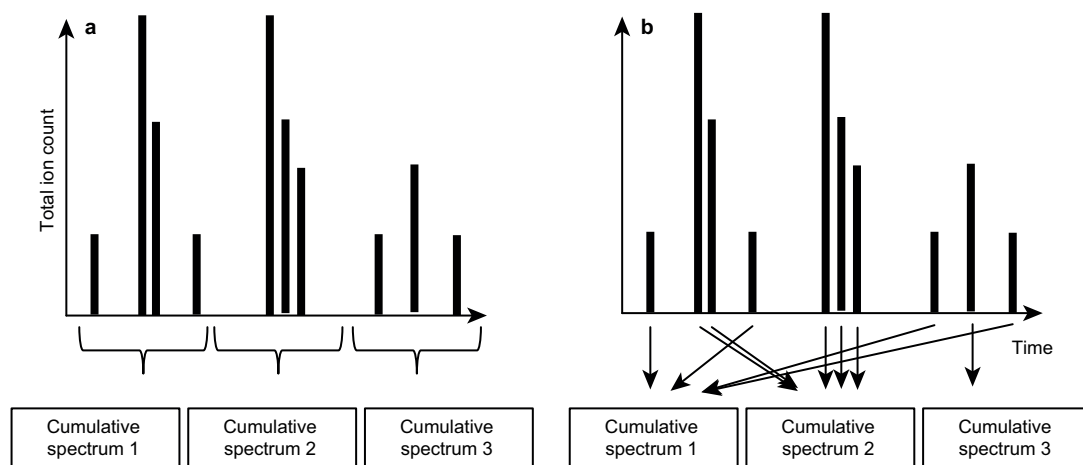 a
b
Total ion count
Time
Cumulative
spectrum 1
Cumulative
spectrum 2
Cumulative
spectrum 3
Cumulative
spectrum 1
Cumulative
spectrum 2
Cumulative
spectrum 3